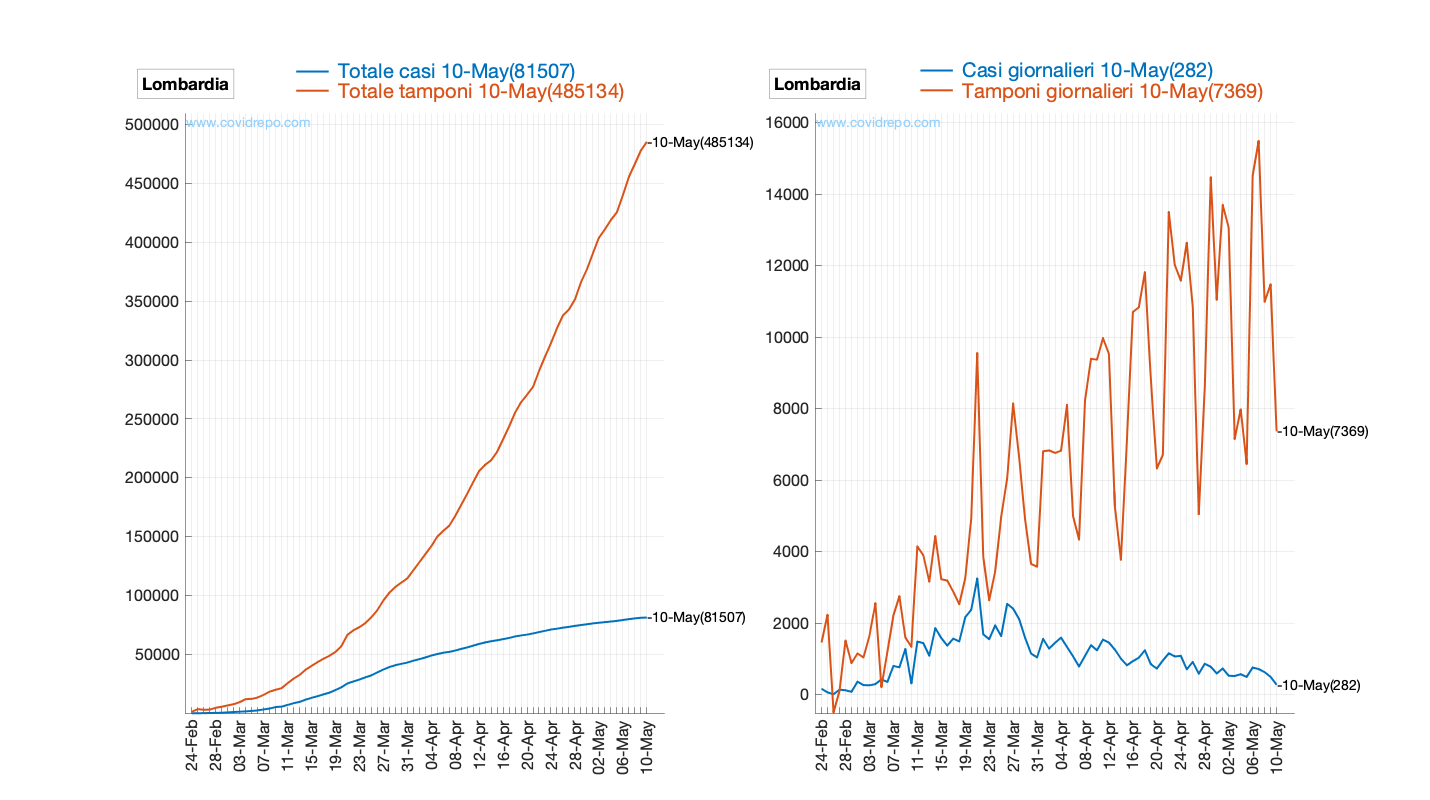 Lombardia
Totale casi 10-May(81507)
Totale tamponi 10-May(485134)
www.covidrepo.com
500000
450000
400000
350000
300000
250000
200000
150000
100000
50000
10-May(485134)
10-May(81507)
24-Feb
28-Feb
03-Mar
07-Mar
11-Mar
15-Mar
19-Mar
23-Mar
27-Mar
31-Mar
04-Apr
08-Apr
12-Apr
16-Apr
20-Apr
24-Apr
28-Apr
02-May
06-May
10-May
Lombardia
Casi giornalieri 10-May(282)
Tamponi giornalieri 10-May(7369)
www.covidrepo.com
16000
14000
12000
10000
8000
6000
4000
2000
0
10-May(7369)
10-May(282)
24-Feb
28-Feb
03-Mar
07-Mar
11-Mar
15-Mar
19-Mar
23-Mar
27-Mar
31-Mar
04-Apr
08-Apr
12-Apr
16-Apr
20-Apr
24-Apr
28-Apr
02-May
06-May
10-May